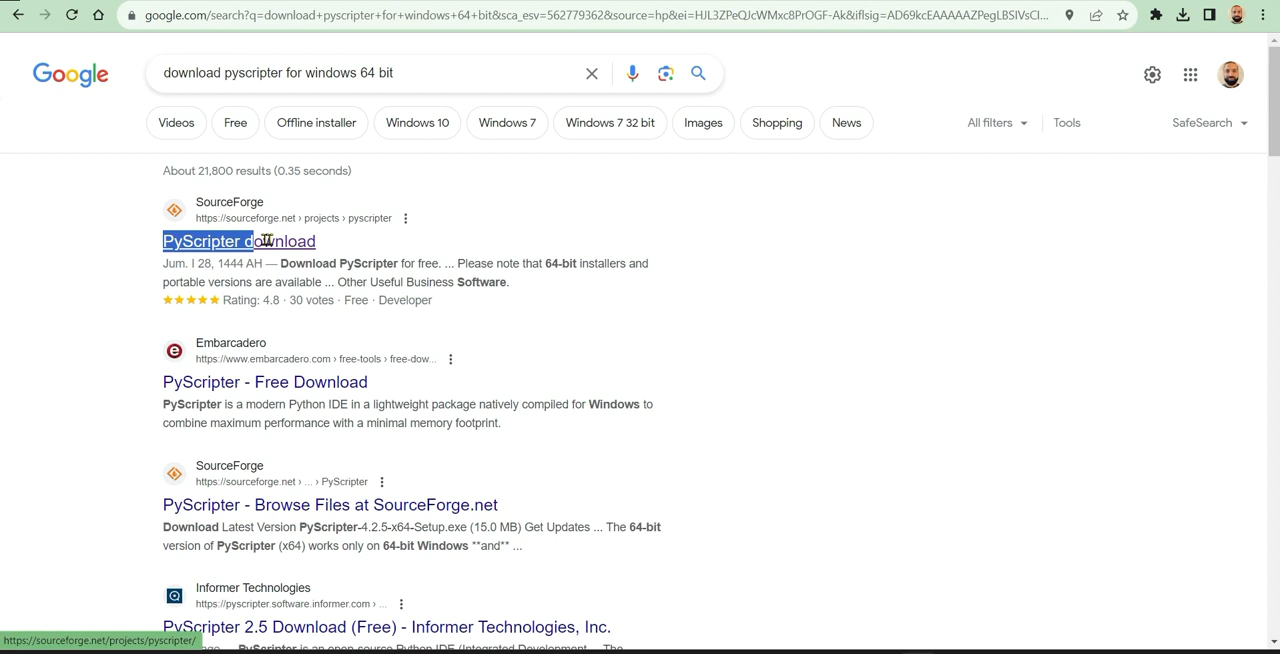 google.com/search?q=download+pyscripter+for+windows+64+bit&sca_esv=562779362&source=hp&ei=HJL3ZPeQJcWMxc8PrOGF-Ak&iflsig=AD69kcEAAAAAZPegLBSIVsCI...
Google
download pyscripter for windows 64 bit
Videos
Free
Offline installer
Windows 10
Windows 7
Windows 7 32 bit
Images
Shopping
News
All filters
Tools
SafeSearch
About 21,800 results (0.35 seconds)
SourceForge
https://sourceforge.net › projects › pyscripter
PyScripter download
Jum. I 28, 1444 AH — Download PyScripter for free. ... Please note that 64-bit installers and
portable versions are available ... Other Useful Business Software.
Rating: 4.8 · 30 votes · Free · Developer
Embarcadero
https://www.embarcadero.com › free-tools › free-dow...
PyScripter - Free Download
PyScripter is a modern Python IDE in a lightweight package natively compiled for Windows to
combine maximum performance with a minimal memory footprint.
SourceForge
https://sourceforge.net › ... › PyScripter
PyScripter - Browse Files at SourceForge.net
Download Latest Version PyScripter-4.2.5-x64-Setup.exe (15.0 MB) Get Updates ... The 64-bit
version of PyScripter (x64) works only on 64-bit Windows **and** ...
Informer Technologies
https://pyscripter.software.informer.com › ...
PyScripter 2.5 Download (Free) - Informer Technologies, Inc.
PyScripter is an open-source Python IDE (Integrated Development ... The
https://sourceforge.net/projects/pyscripter/